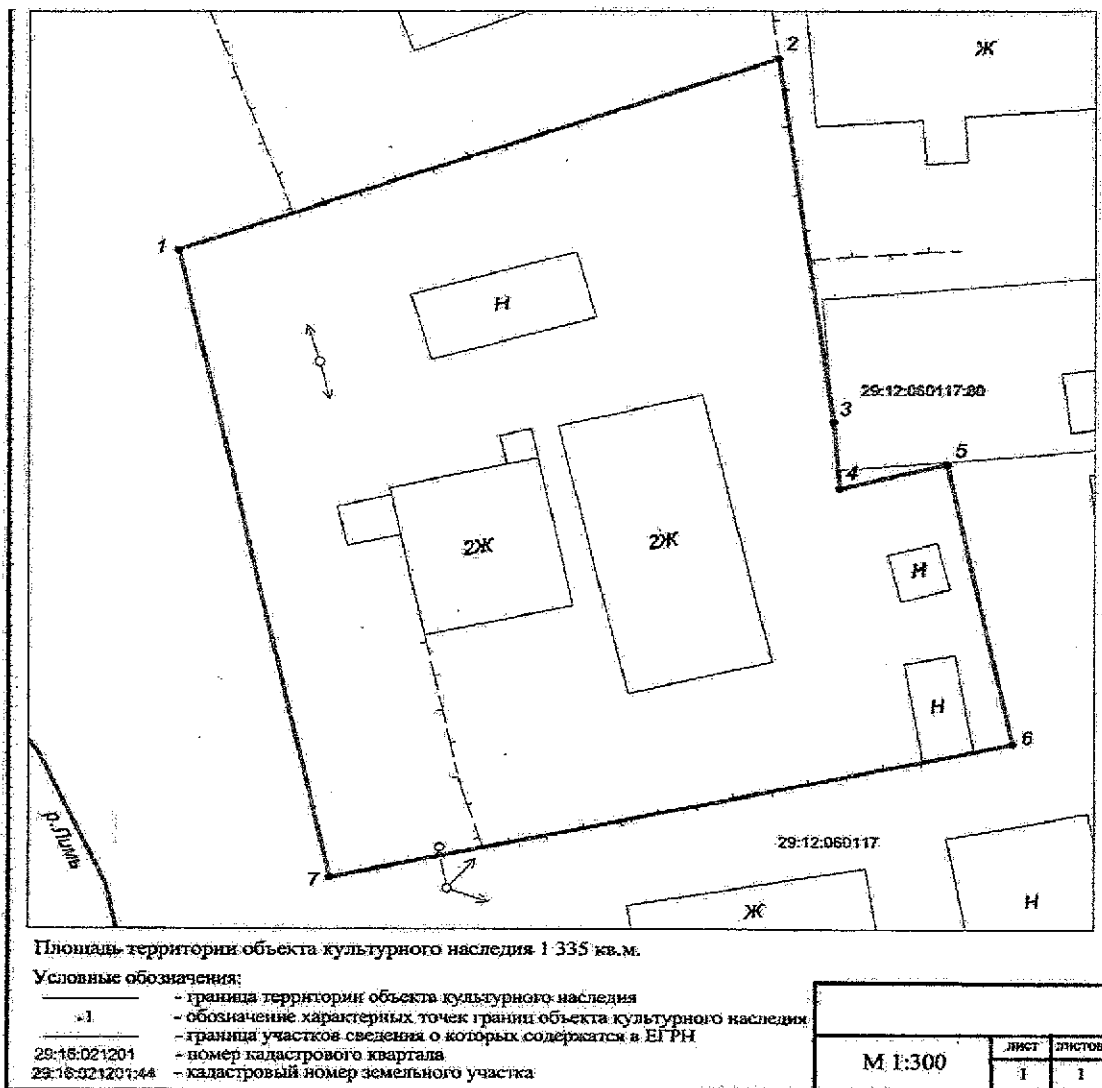 2
Ж
1
Н
29:12:060117:80
3
5
4
2Ж
2Ж
Н
Н
6
р.Лимь
29:12:060117
7
Ж
Н
Площадь территории объекта культурного наследия 1 335 кв.м.
Условные обозначения:
- граница территории объекта культурного наследия
1 - обозначение характерных точек границ объекта культурного наследия
- граница участков сведения о которых содержатся в ЕГРН
29:16:021201 - номер кадастрового квартала
29:16:021201:44 - кадастровый номер земельного участка
М 1:300
лист листов
1 1